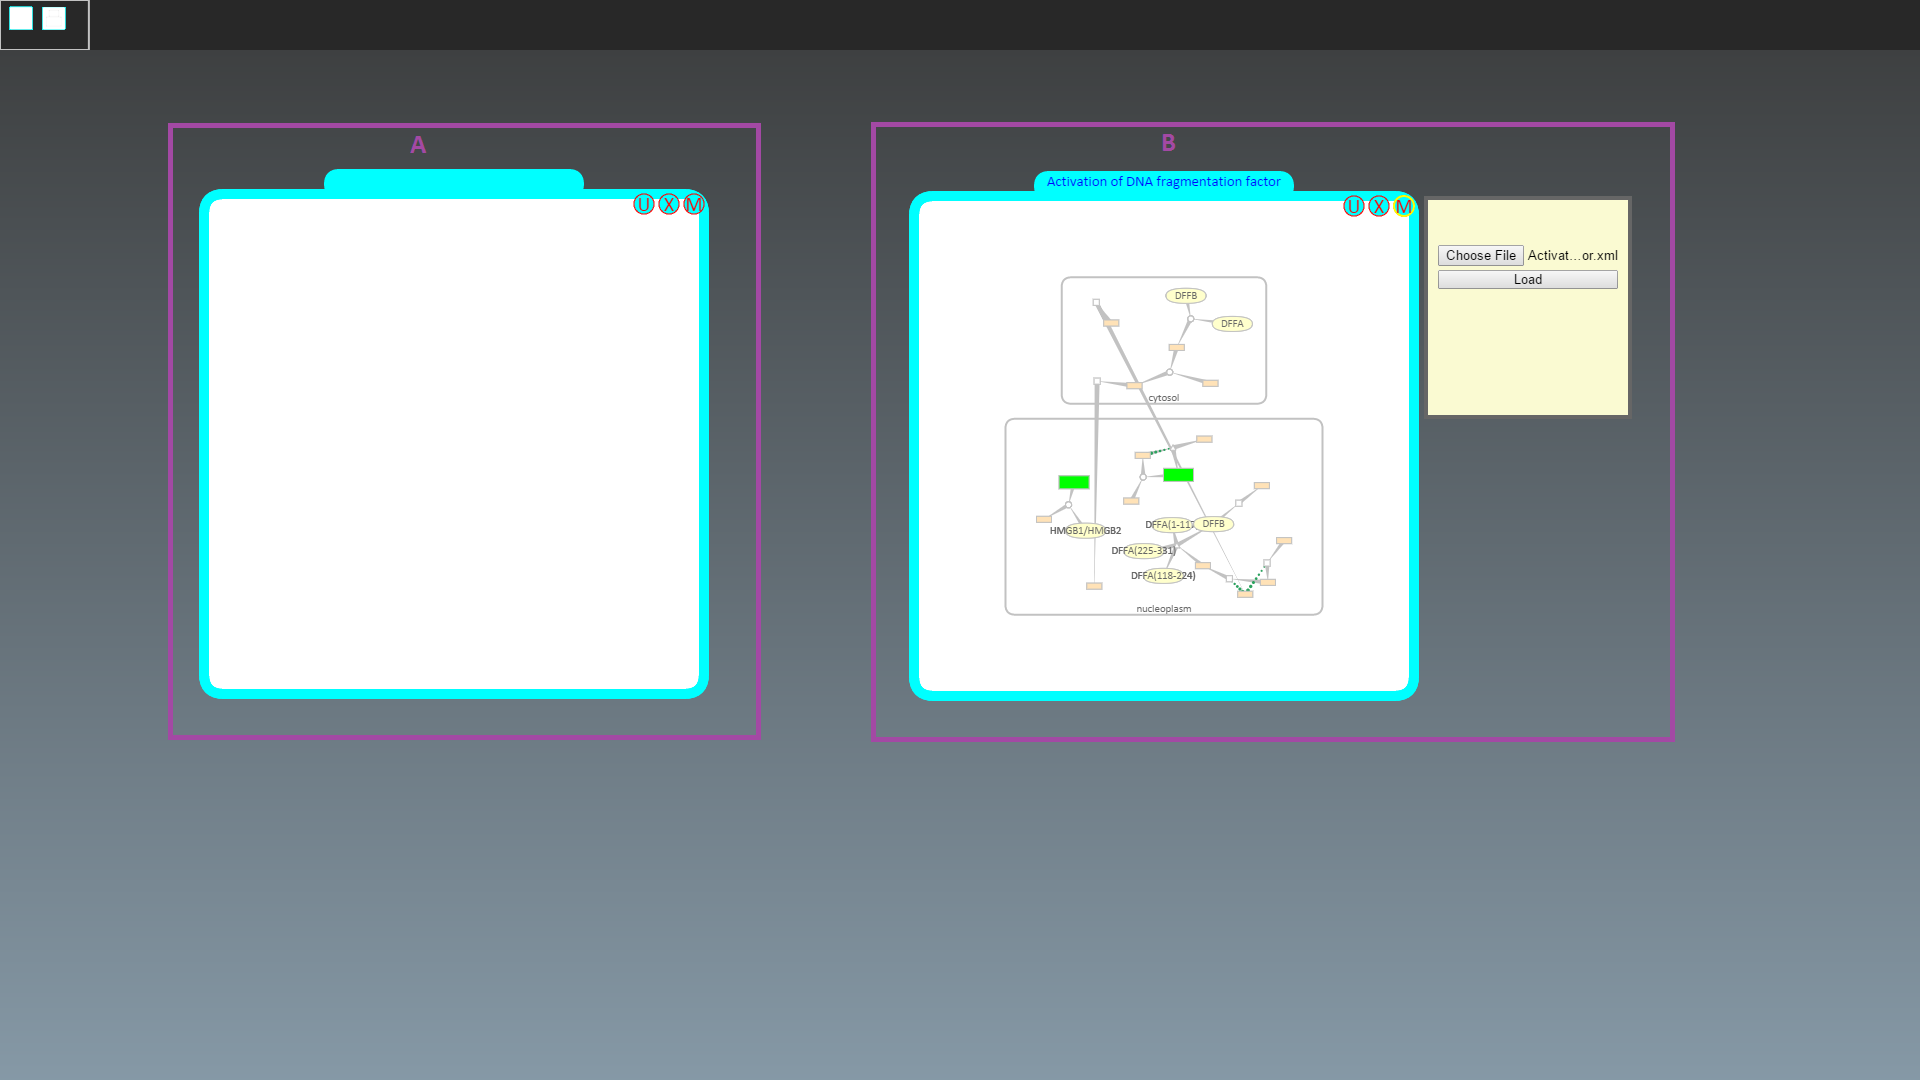 A
U X M
B
Activation of DNA fragmentation factor
U X M
Choose File Activat...or.xml
Load
DFFB
DFFA
cytosol
HMGB1/HMGB2
DFFA(1-117
DFFB
DFFA(225-331)
DFFA(118-224)
nucleoplasm